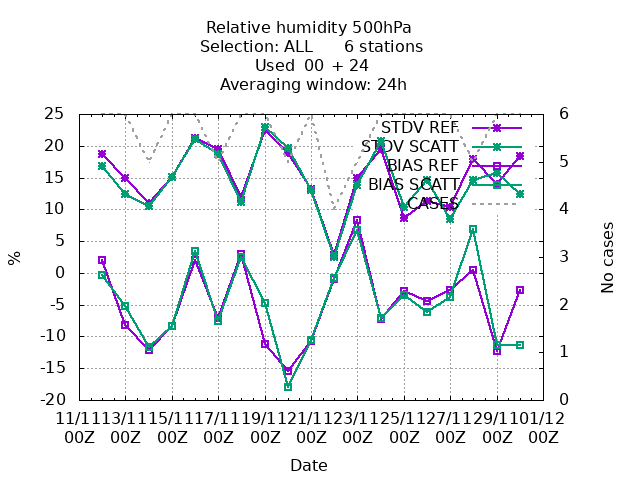 Relative humidity 500hPa
Selection: ALL 6 stations
Used 00 + 24
Averaging window: 24h
25 6
STDV REF
20 STDV SCATT
5
BIAS REF
15 BIAS SCATT
10 CASES 4
5
3
0
-5 2
-10
1
-15
-20 0
%
No cases
11/11 13/11 15/11 17/11 19/11 21/11 23/11 25/11 27/11 29/11 01/12
00Z 00Z 00Z 00Z 00Z 00Z 00Z 00Z 00Z 00Z 00Z
Date